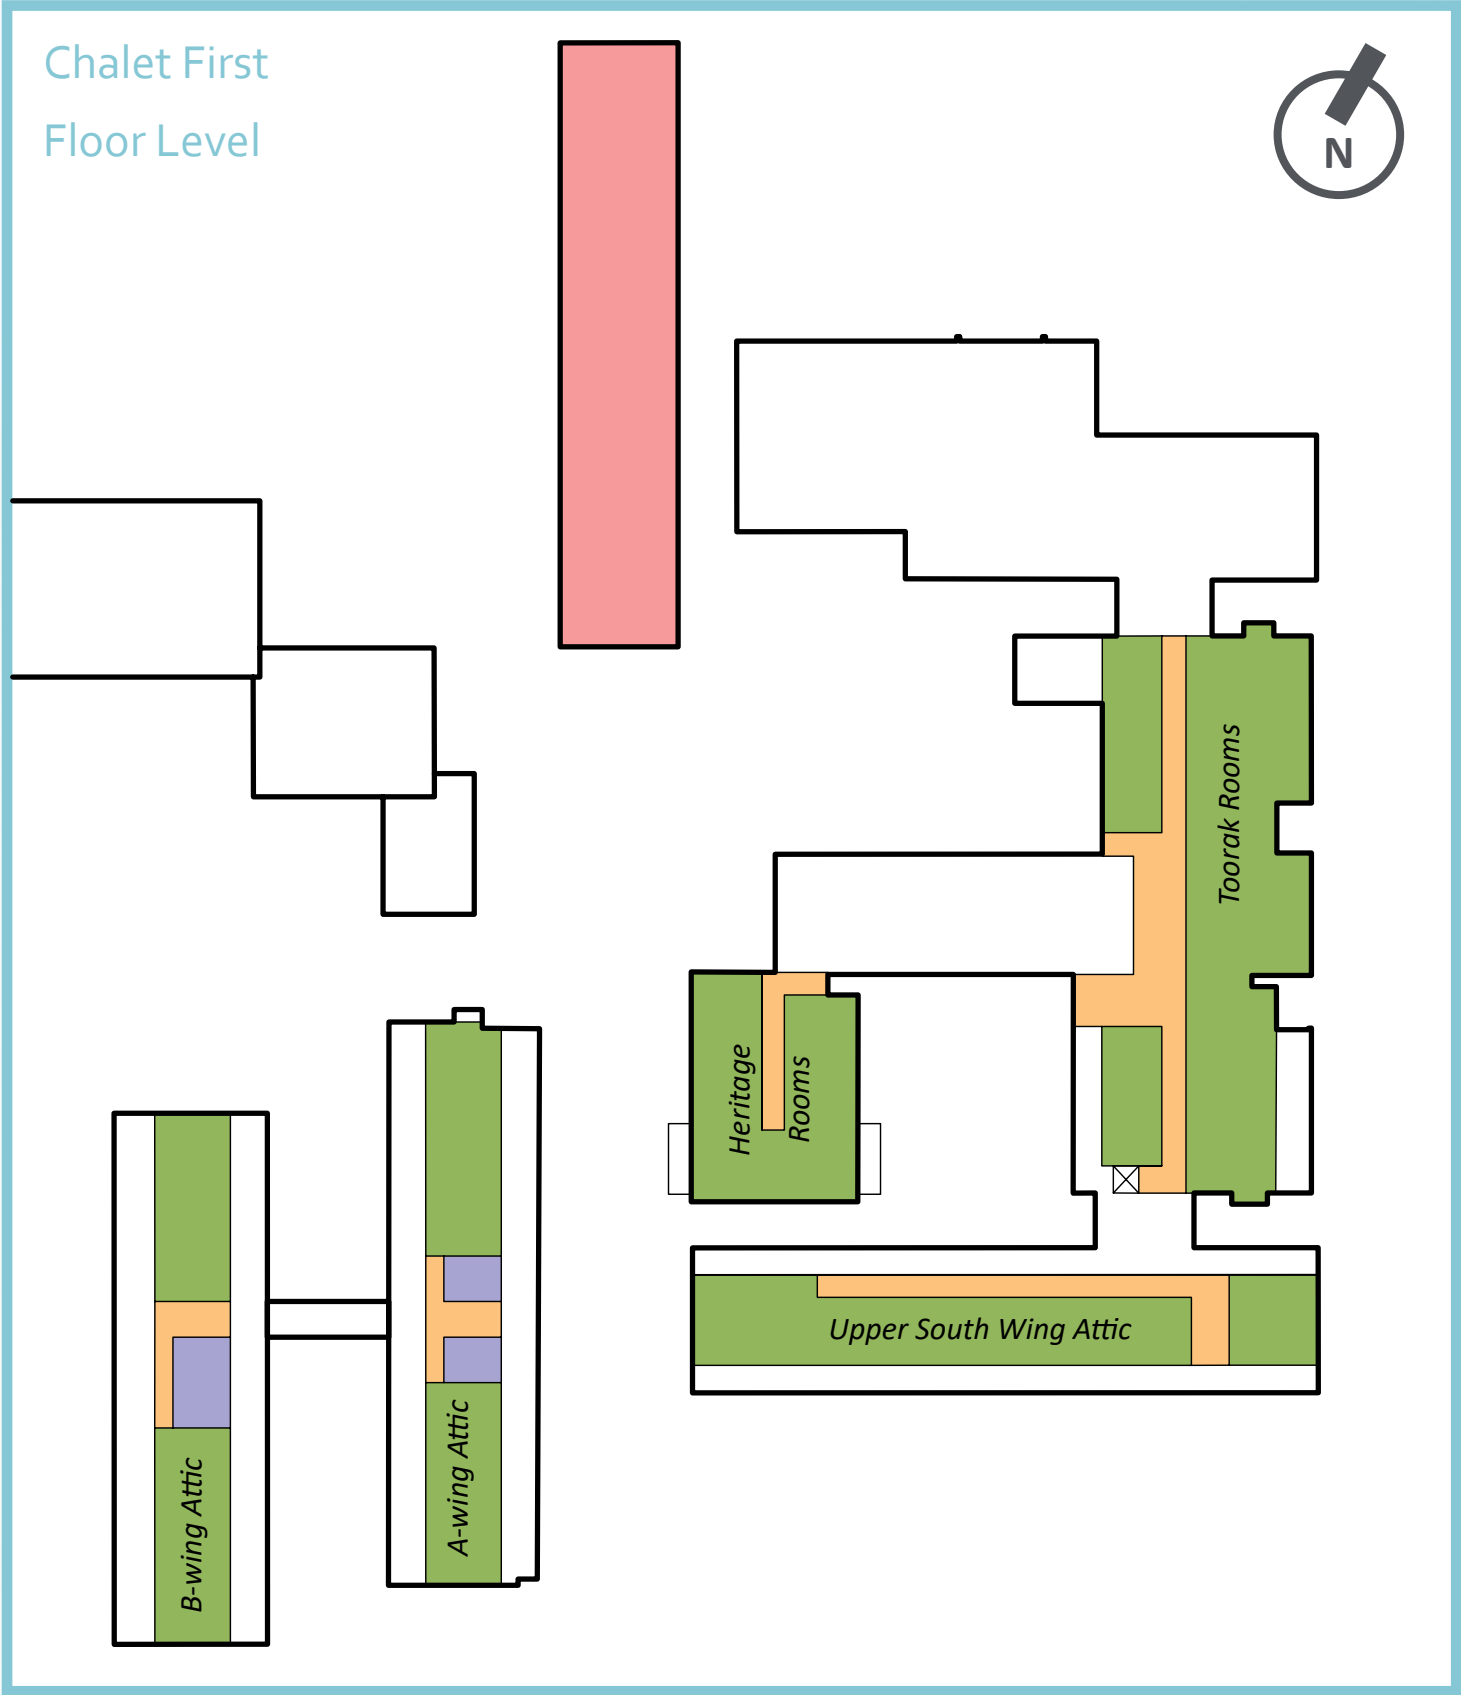 Chalet First
Floor Level
N
Toorak Rooms
Heritage
Rooms
Upper South Wing Attic
A-wing Attic
B-wing Attic